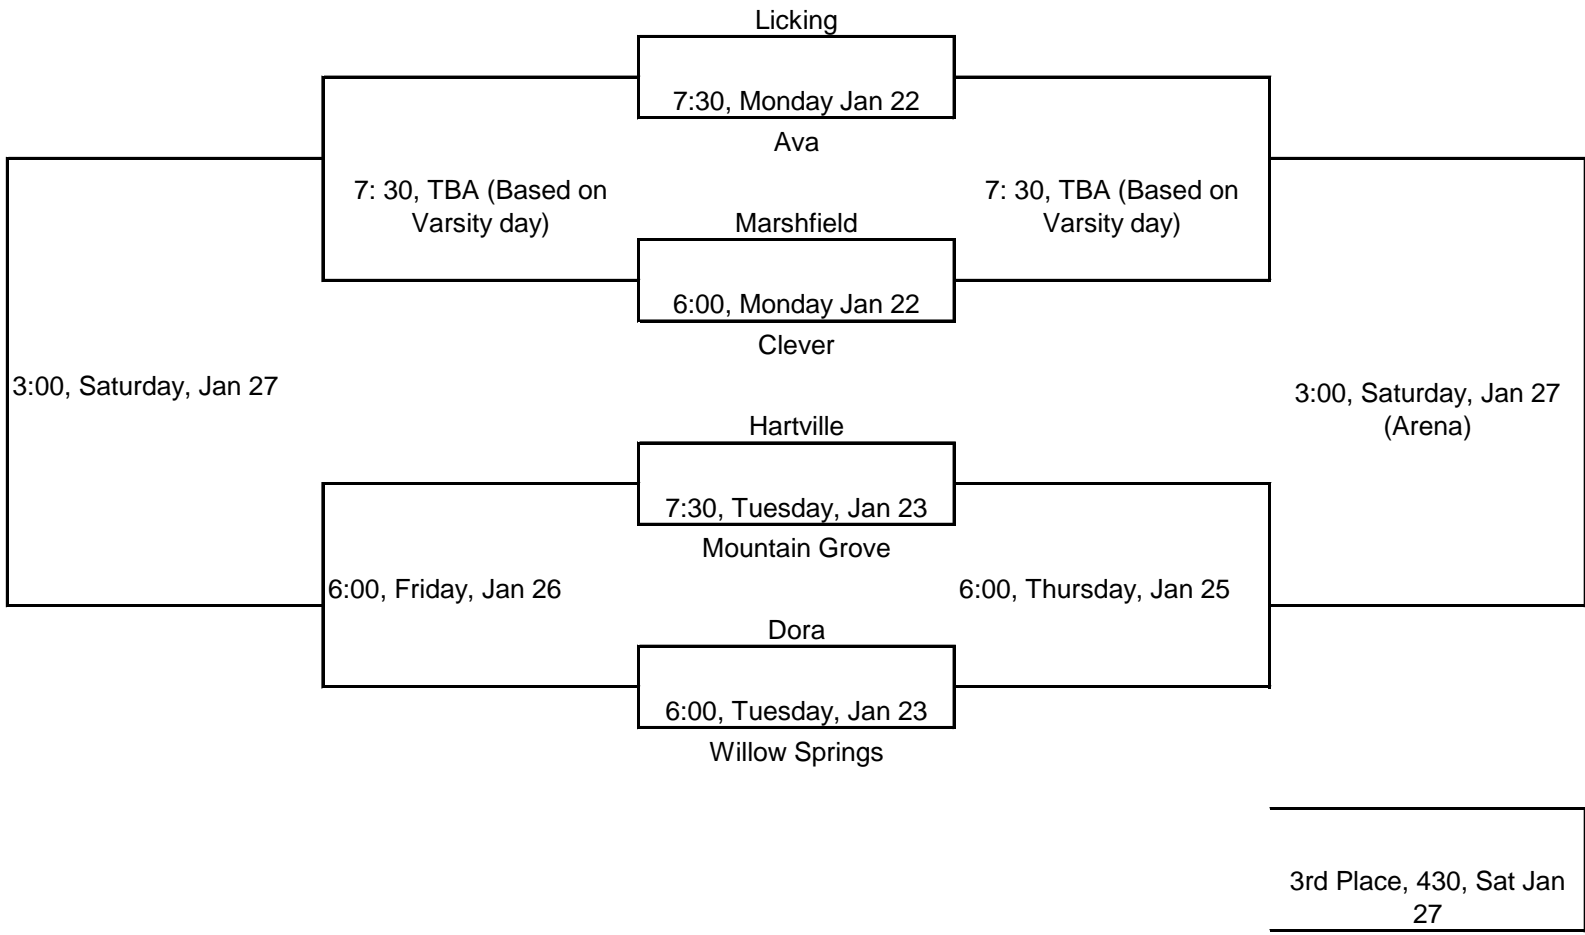 Licking
7:30, Monday Jan 22
Ava
7: 30, TBA (Based on
Varsity day)
7: 30, TBA (Based on
Varsity day)
Marshfield
6:00, Monday Jan 22
Clever
3:00, Saturday, Jan 27
3:00, Saturday, Jan 27
(Arena)
Hartville
7:30, Tuesday, Jan 23
Mountain Grove
6:00, Friday, Jan 26
6:00, Thursday, Jan 25
Dora
6:00, Tuesday, Jan 23
Willow Springs
3rd Place, 430, Sat Jan
27